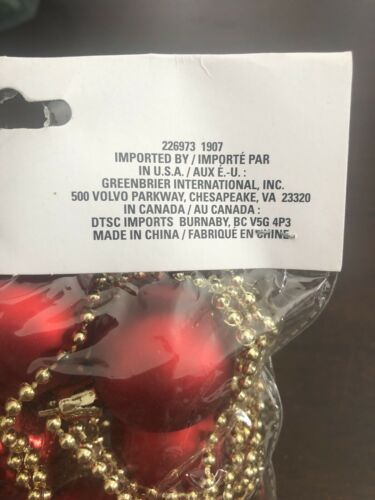 226973 1907
IMPORTED BY / IMPORTÉ PAR
IN U.S.A. / AUX É.-U. :
GREENBRIER INTERNATIONAL, INC.
500 VOLVO PARKWAY, CHESAPEAKE, VA 23320
IN CANADA / AU CANADA :
DTSC IMPORTS BURNABY, BC V5G 4P3
MADE IN CHINA / FABRIQUÉ EN CHINE